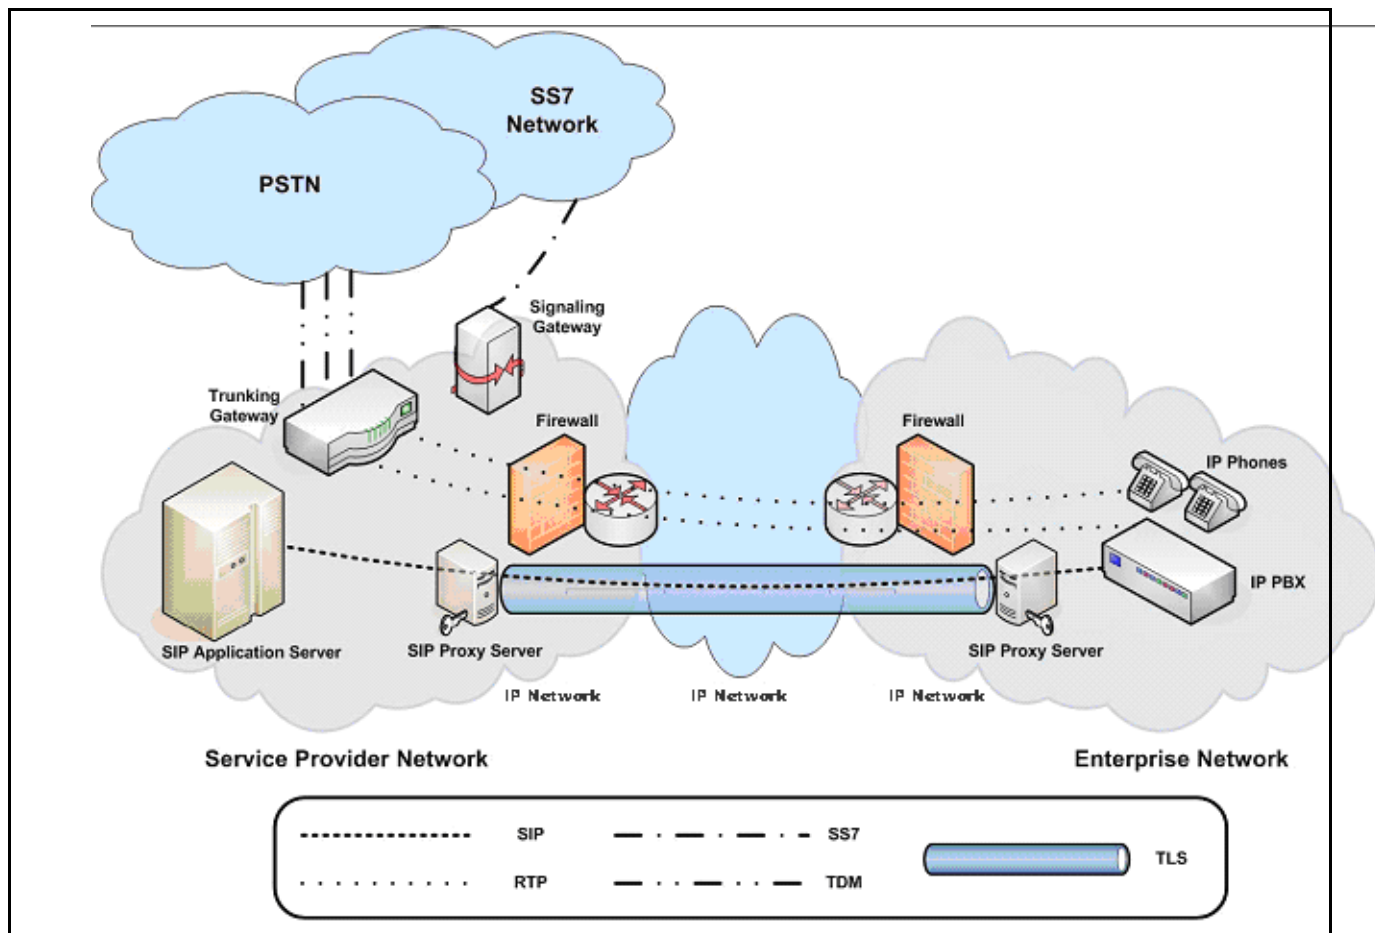 SS7
Network
PSTN
Signaling
Gateway
Trunking
Gateway
Firewall
Firewall
IP Phones
IP PBX
SIP Application Server
SIP Proxy Server
SIP Proxy Server
IP Network
IP Network
IP Network
Service Provider Network
Enterprise Network
SIP
SS7
TLS
RTP
TDM